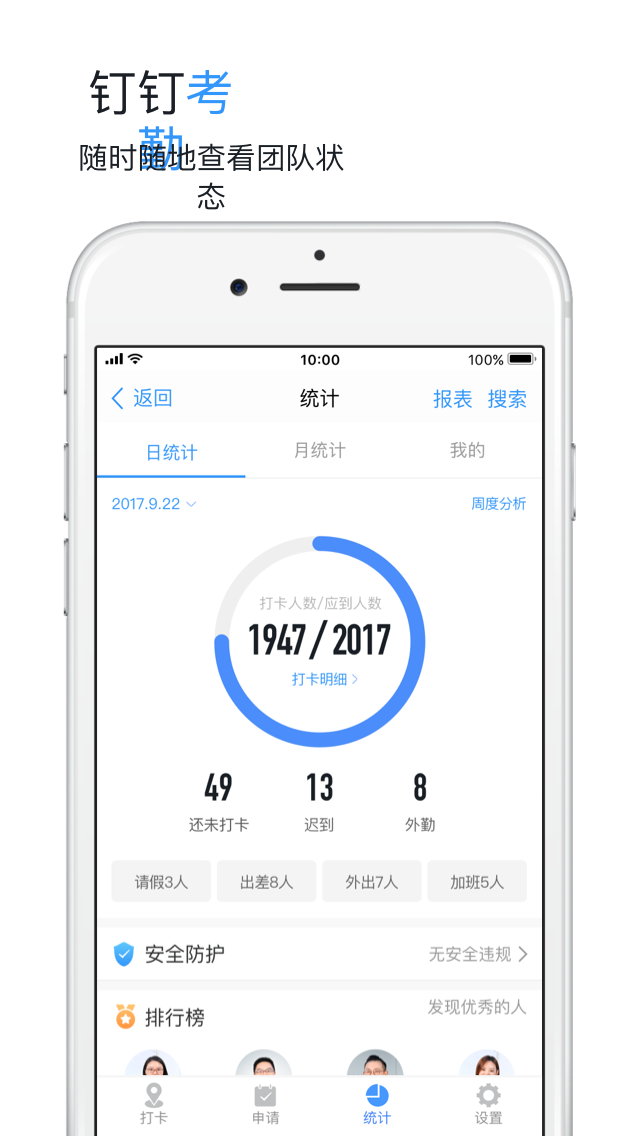 钉钉考
勤
随时随地查看团队状
态
10:00
100%
返回
统计
报表 搜索
日统计
月统计
我的
2017.9.22
周度分析
打卡人数/应到人数
1947/2017
打卡明细
49
13
8
还未打卡
迟到
外勤
请假3人
出差8人
外出7人
加班5人
安全防护
无安全违规
排行榜
发现优秀的人
打卡
申请
统计
设置